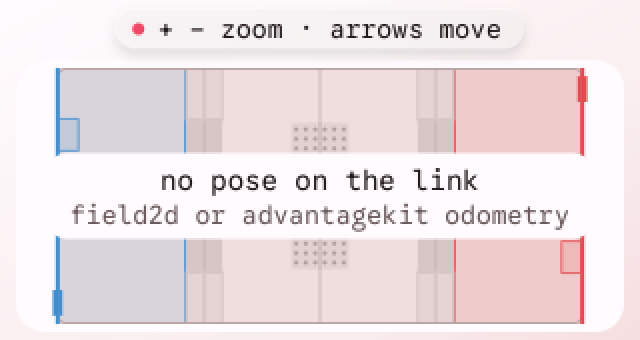 + - zoom · arrows move
no pose on the link
field2d or advantagekit odometry